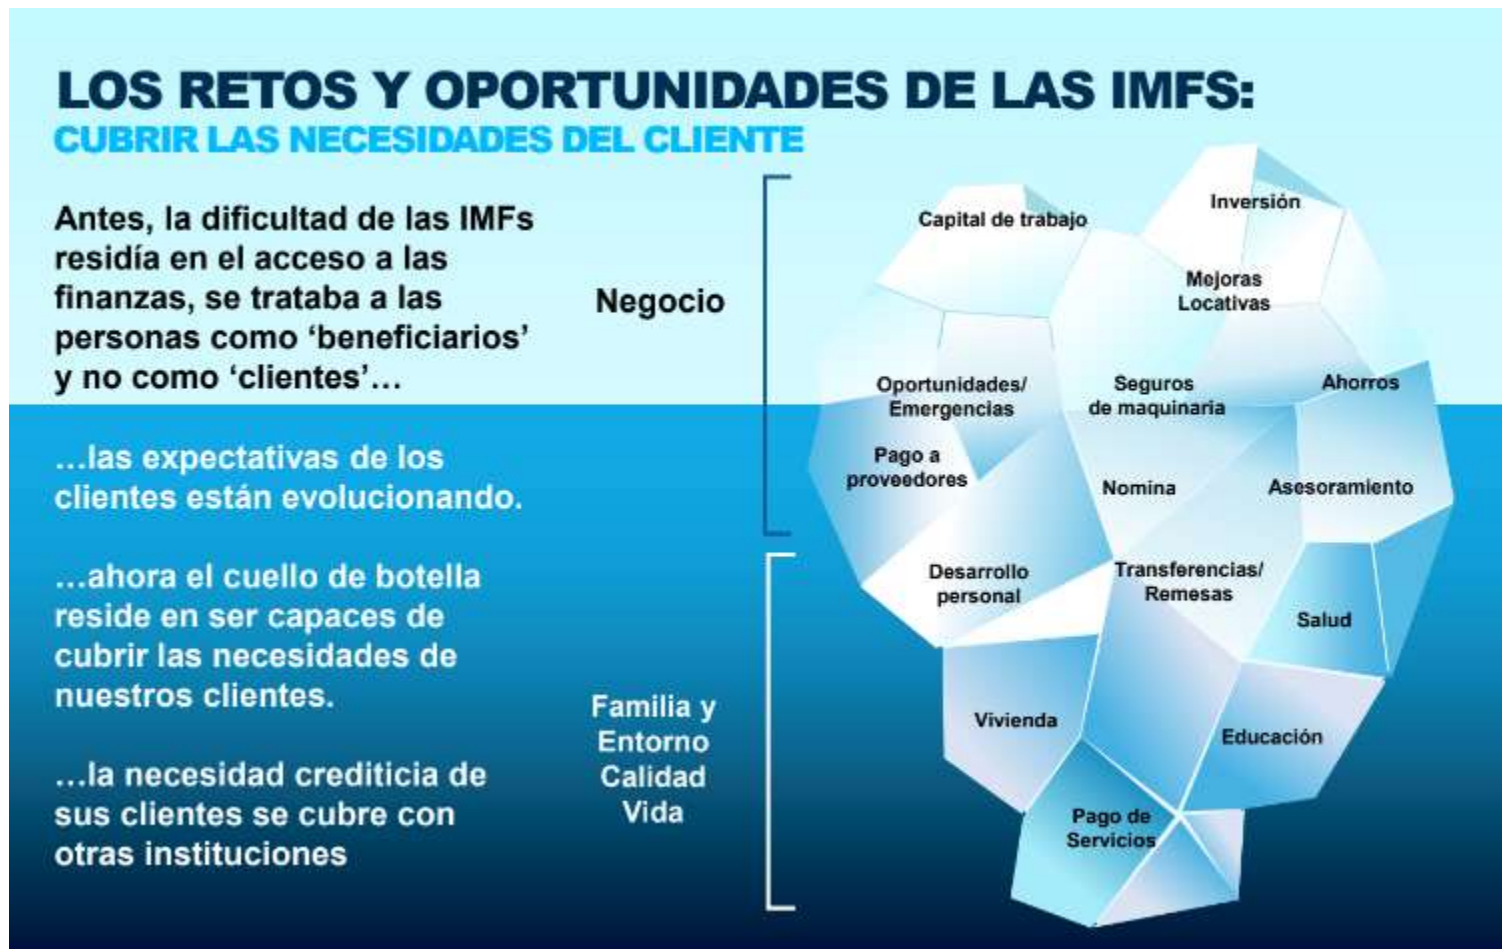 LOS RETOS Y OPORTUNIDADES DE LAS IMFS:
CUBRIR LAS NECESIDADES DEL CLIENTE
Antes, la dificultad de las IMFs
residía en el acceso a las
finanzas, se trataba a las
personas como ‘beneficiarios’
y no como ‘clientes’…
…las expectativas de los
clientes están evolucionando.
…ahora el cuello de botella
reside en ser capaces de
cubrir las necesidades de
nuestros clientes.
…la necesidad crediticia de
sus clientes se cubre con
otras instituciones
Negocio
Familia y
Entorno
Calidad
Vida
Capital de trabajo
Inversión
Mejoras
Locativas
Oportunidades/
Emergencias
Seguros
de maquinaria
Ahorros
Pago a
proveedores
Nomina
Asesoramiento
Desarrollo
personal
Transferencias/
Remesas
Salud
Vivienda
Educación
Pago de
Servicios